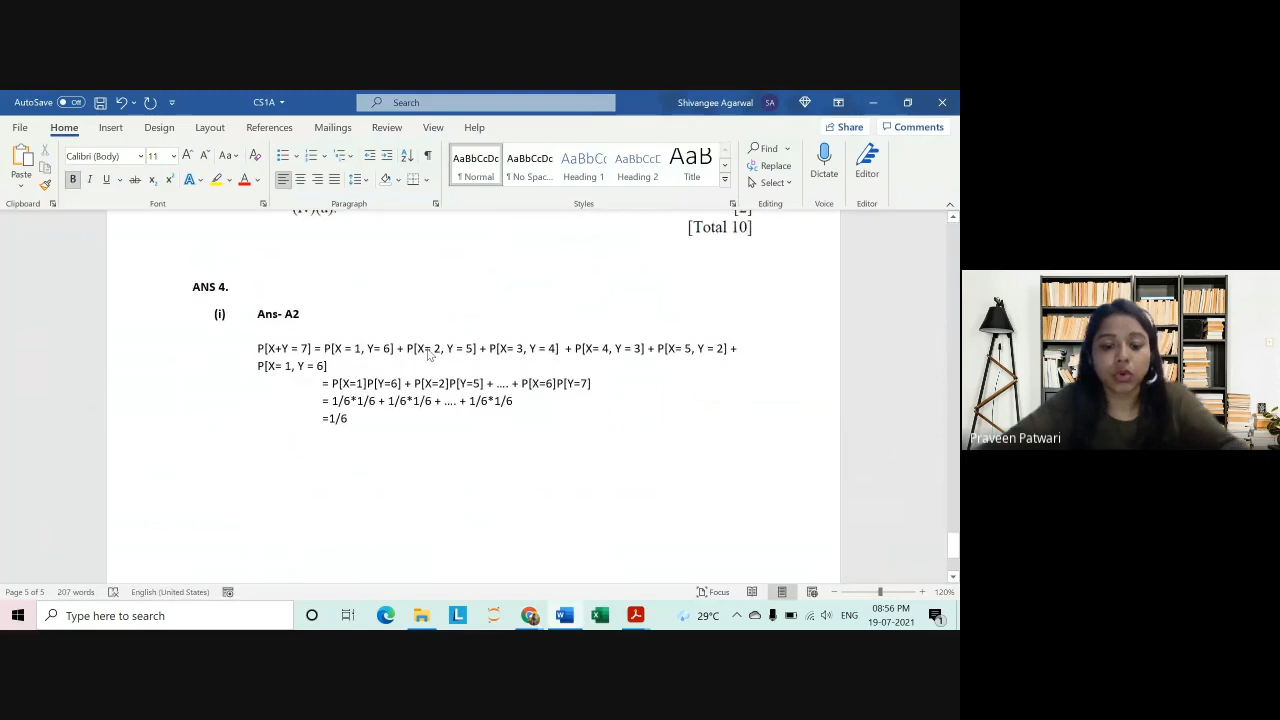 AutoSave Off CS1A Search Shivangee Agarwal SA
File Home Insert Design Layout References Mailings Review View Help Share Comments
Paste Calibri (Body) 11 AaBbCcDc AaBbCcDc AaBbCc AaBbCcD AaB Find Replace Select Dictate Editor
¶ Normal ¶ No Spac... Heading 1 Heading 2 Title
Clipboard Font Paragraph Styles Editing Voice Editor
[Total 10]
ANS 4.
(i) Ans- A2
P[X+Y = 7] = P[X = 1, Y= 6] + P[X= 2, Y = 5] + P[X= 3, Y = 4] + P[X= 4, Y = 3] + P[X= 5, Y = 2] +
P[X= 1, Y = 6]
= P[X=1]P[Y=6] + P[X=2]P[Y=5] + .... + P[X=6]P[Y=7]
= 1/6*1/6 + 1/6*1/6 + .... + 1/6*1/6
=1/6
Praveen Patwari
Page 5 of 5 207 words English (United States) Focus 120%
Type here to search 29°C ENG 08:56 PM
19-07-2021